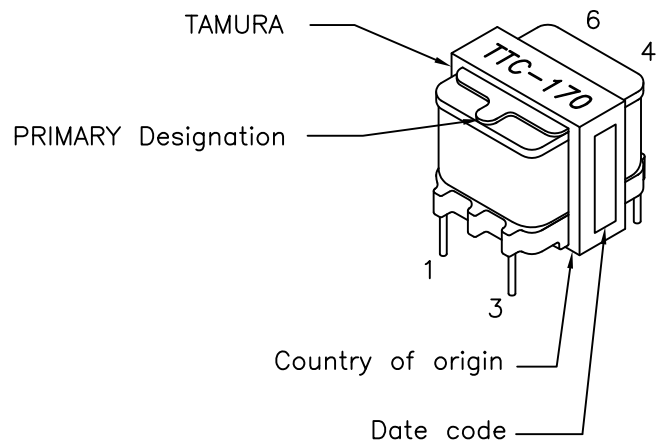 6
TAMURA
4
TTC-170
PRIMARY Designation
1
3
Country of origin
Date code